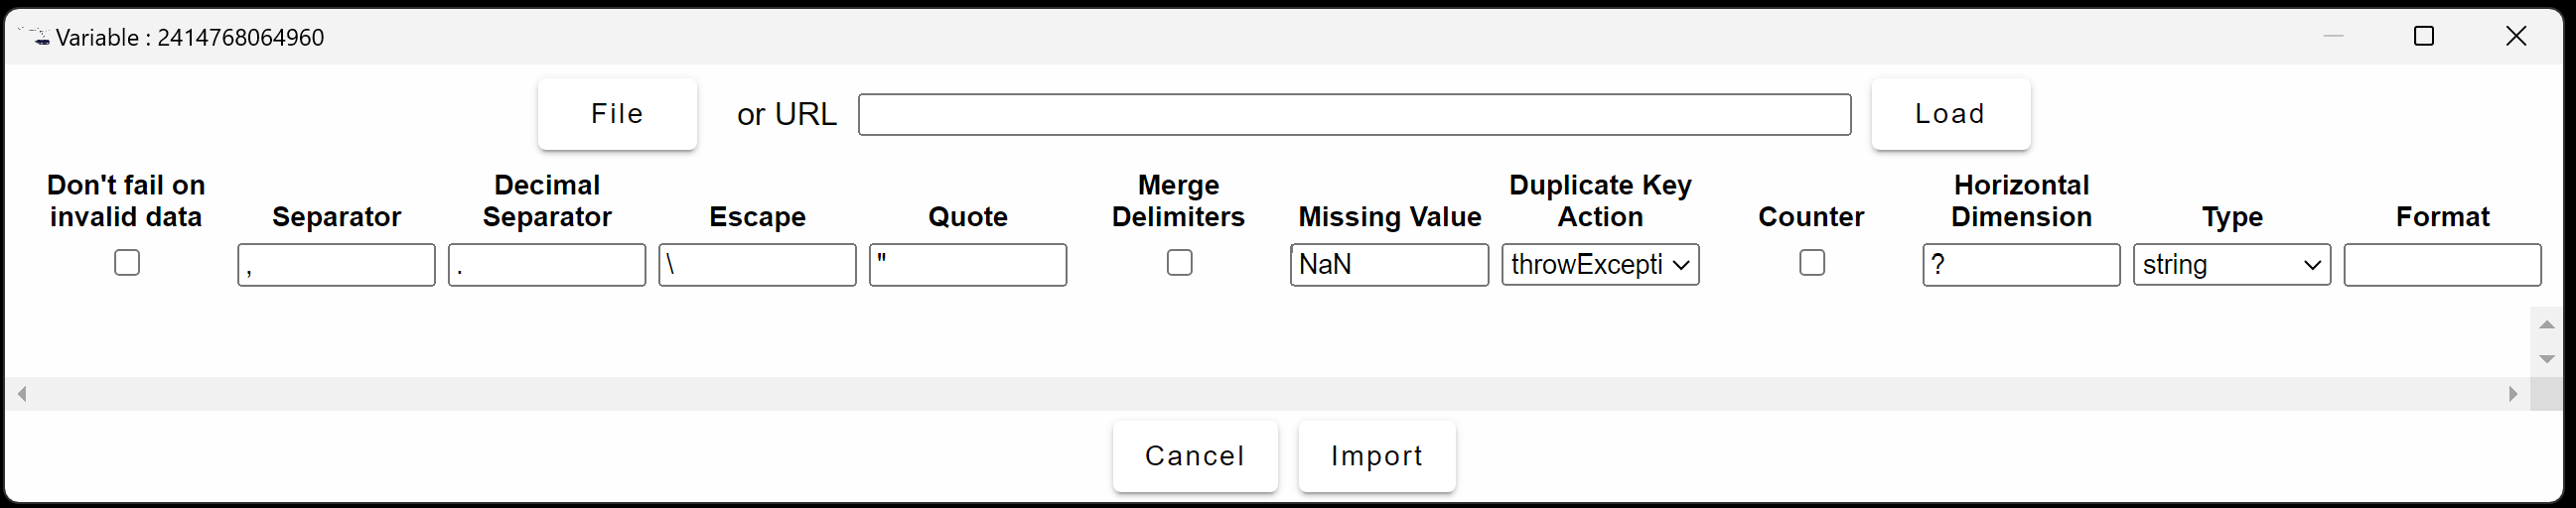 Variable : 2414768064960
File or URL Load
Don't fail on invalid data
Separator
Decimal Separator
Escape
Quote
Merge Delimiters
Missing Value
Duplicate Key Action
Counter
Horizontal Dimension
Type
Format
, . \ " NaN throwExcepti ? string
Cancel Import